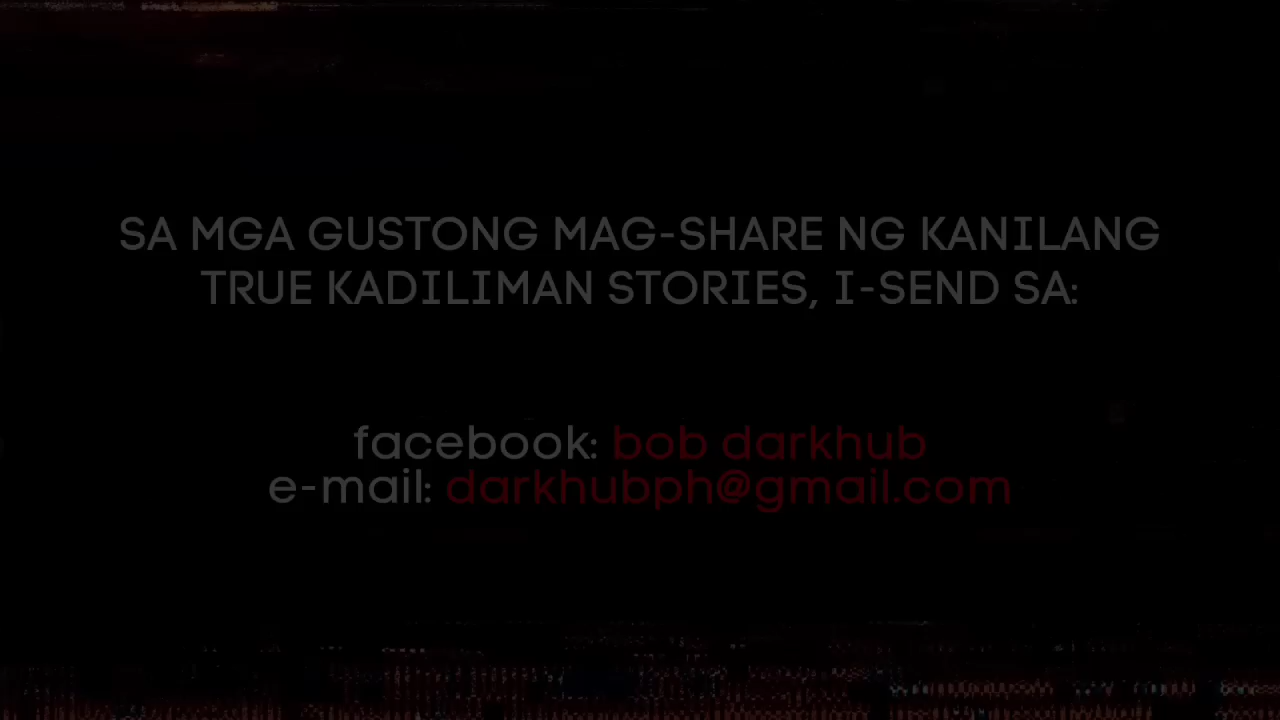 SA MGA GUSTONG MAG-SHARE NG KANILANG
TRUE KADILIMAN STORIES, I-SEND SA:
facebook: bob darkhub
e-mail: darkhubph@gmail.com